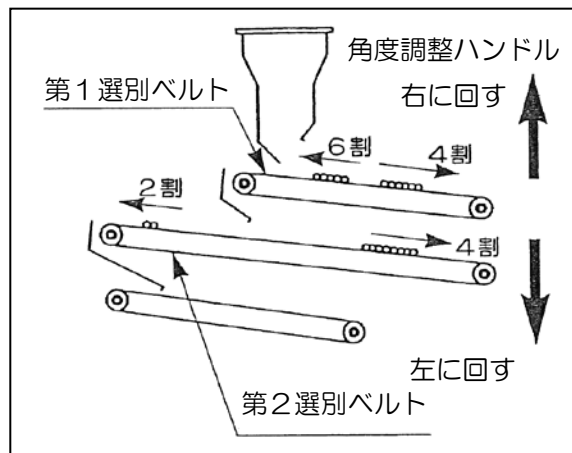 角度調整ハンドル
右に回す
第１選別ベルト
６割
４割
２割
４割
左に回す
第２選別ベルト